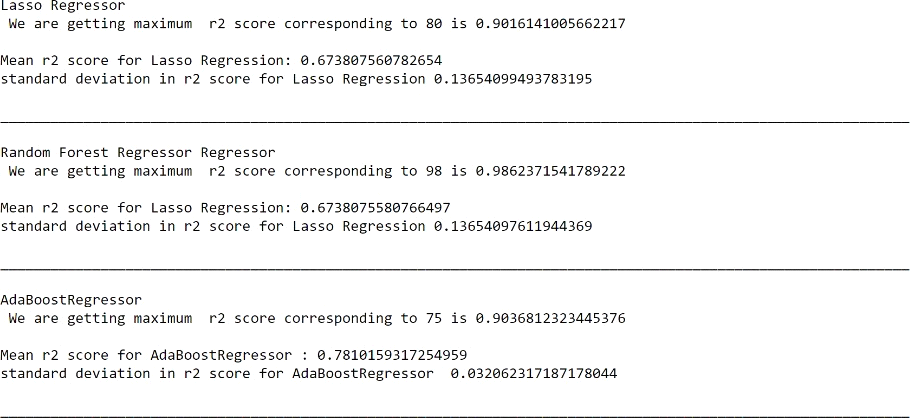 Lasso Regressor
We are getting maximum  r2 score corresponding to 80 is 0.9016141005662217
Mean r2 score for Lasso Regression: 0.673807560782654
standard deviation in r2 score for Lasso Regression 0.13654099493783195
Random Forest Regressor Regressor
We are getting maximum  r2 score corresponding to 98 is 0.9862371541789222
Mean r2 score for Lasso Regression: 0.6738075580766497
standard deviation in r2 score for Lasso Regression 0.13654097611944369
AdaBoostRegressor
We are getting maximum  r2 score corresponding to 75 is 0.9036812323445376
Mean r2 score for AdaBoostRegressor : 0.7810159317254959
standard deviation in r2 score for AdaBoostRegressor  0.032062317187178044